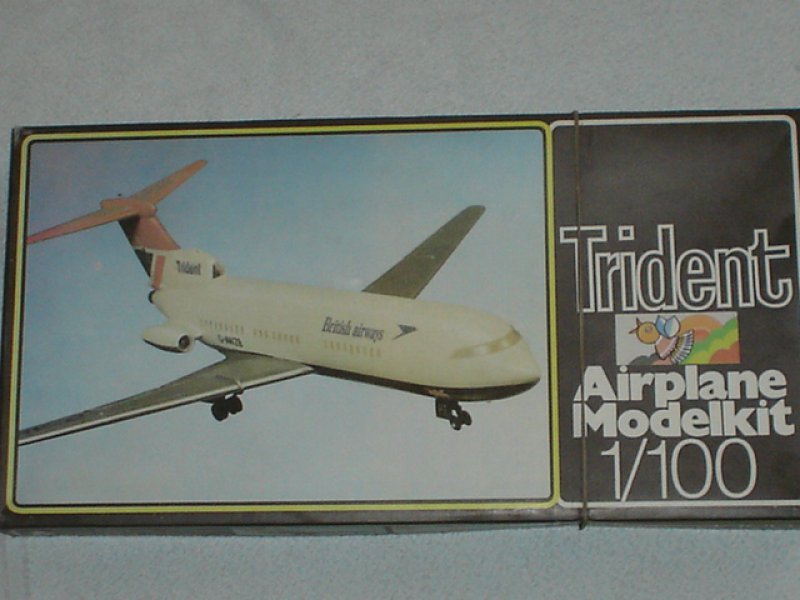 Trident
British airways
Trident
Airplane
Modelkit
1/100